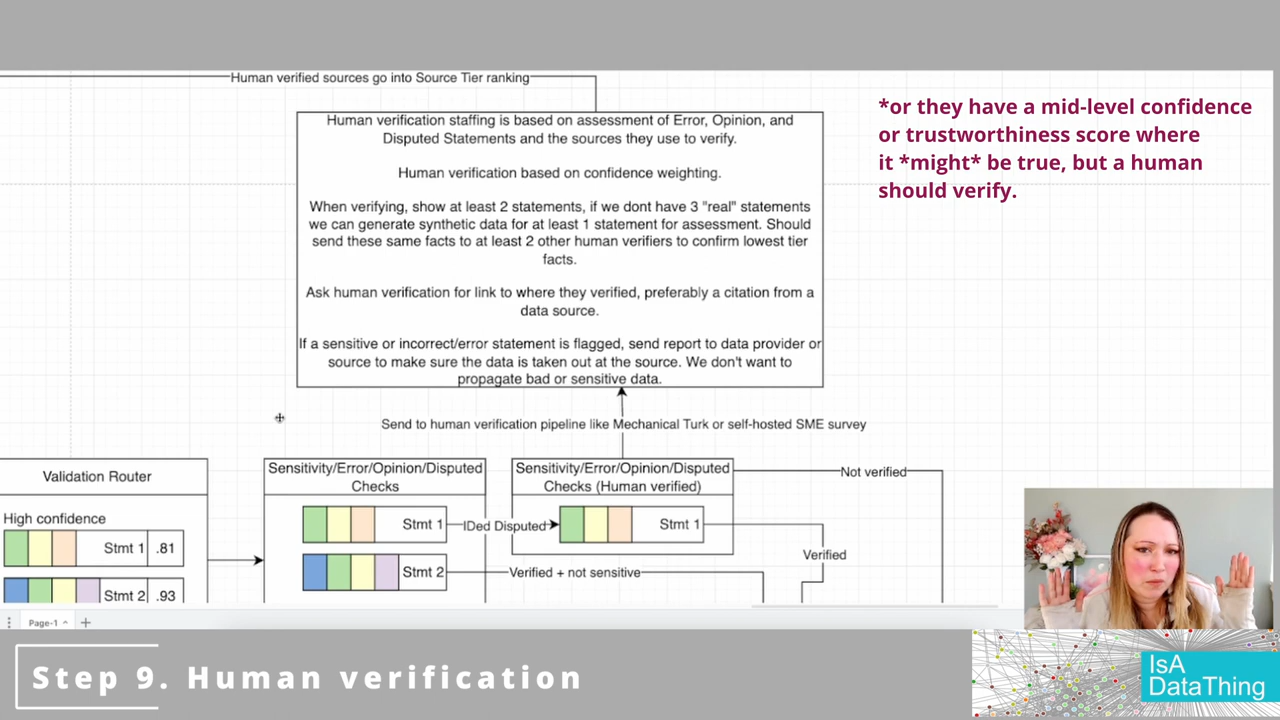 Human verified sources go into Source Tier ranking
*or they have a mid-level confidence
or trustworthiness score where
it *might* be true, but a human
should verify.
Human verification staffing is based on assessment of Error, Opinion, and
Disputed Statements and the sources they use to verify.
Human verification based on confidence weighting.
When verifying, show at least 2 statements, if we dont have 3 "real" statements
we can generate synthetic data for at least 1 statement for assessment. Should
send these same facts to at least 2 other human verifiers to confirm lowest tier
facts.
Ask human verification for link to where they verified, preferably a citation from a
data source.
If a sensitive or incorrect/error statement is flagged, send report to data provider or
source to make sure the data is taken out at the source. We don't want to
propagate bad or sensitive data.
Send to human verification pipeline like Mechanical Turk or self-hosted SME survey
Validation Router
High confidence
Stmt 1 .81
Stmt 2 .93
Sensitivity/Error/Opinion/Disputed
Checks
Stmt 1
IDed Disputed
Stmt 2
Verified + not sensitive
Sensitivity/Error/Opinion/Disputed
Checks (Human verified)
Stmt 1
Not verified
Verified
Page-1
Step 9. Human verification
IsA
DataThing